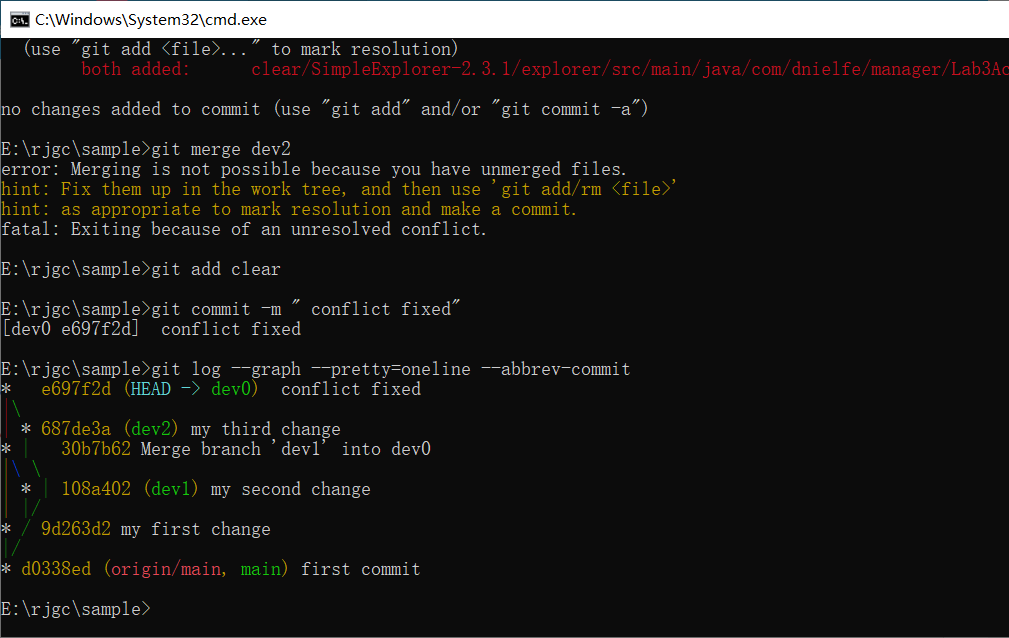 C:\Windows\System32\cmd.exe
(use "git add <file>..." to mark resolution)
both added: clear/SimpleExplorer-2.3.1/explorer/src/main/java/com/dnielfe/manager/Lab3Ac
no changes added to commit (use "git add" and/or "git commit -a")
E:\rjgc\sample>git merge dev2
error: Merging is not possible because you have unmerged files.
hint: Fix them up in the work tree, and then use 'git add/rm <file>'
hint: as appropriate to mark resolution and make a commit.
fatal: Exiting because of an unresolved conflict.
E:\rjgc\sample>git add clear
E:\rjgc\sample>git commit -m " conflict fixed"
[dev0 e697f2d]  conflict fixed
E:\rjgc\sample>git log --graph --pretty=oneline --abbrev-commit
*   e697f2d (HEAD -> dev0)  conflict fixed
|\
| * 687de3a (dev2) my third change
* |   30b7b62 Merge branch 'dev1' into dev0
|\ \
| * | 108a402 (dev1) my second change
| |/
* / 9d263d2 my first change
|/
* d0338ed (origin/main, main) first commit
E:\rjgc\sample>